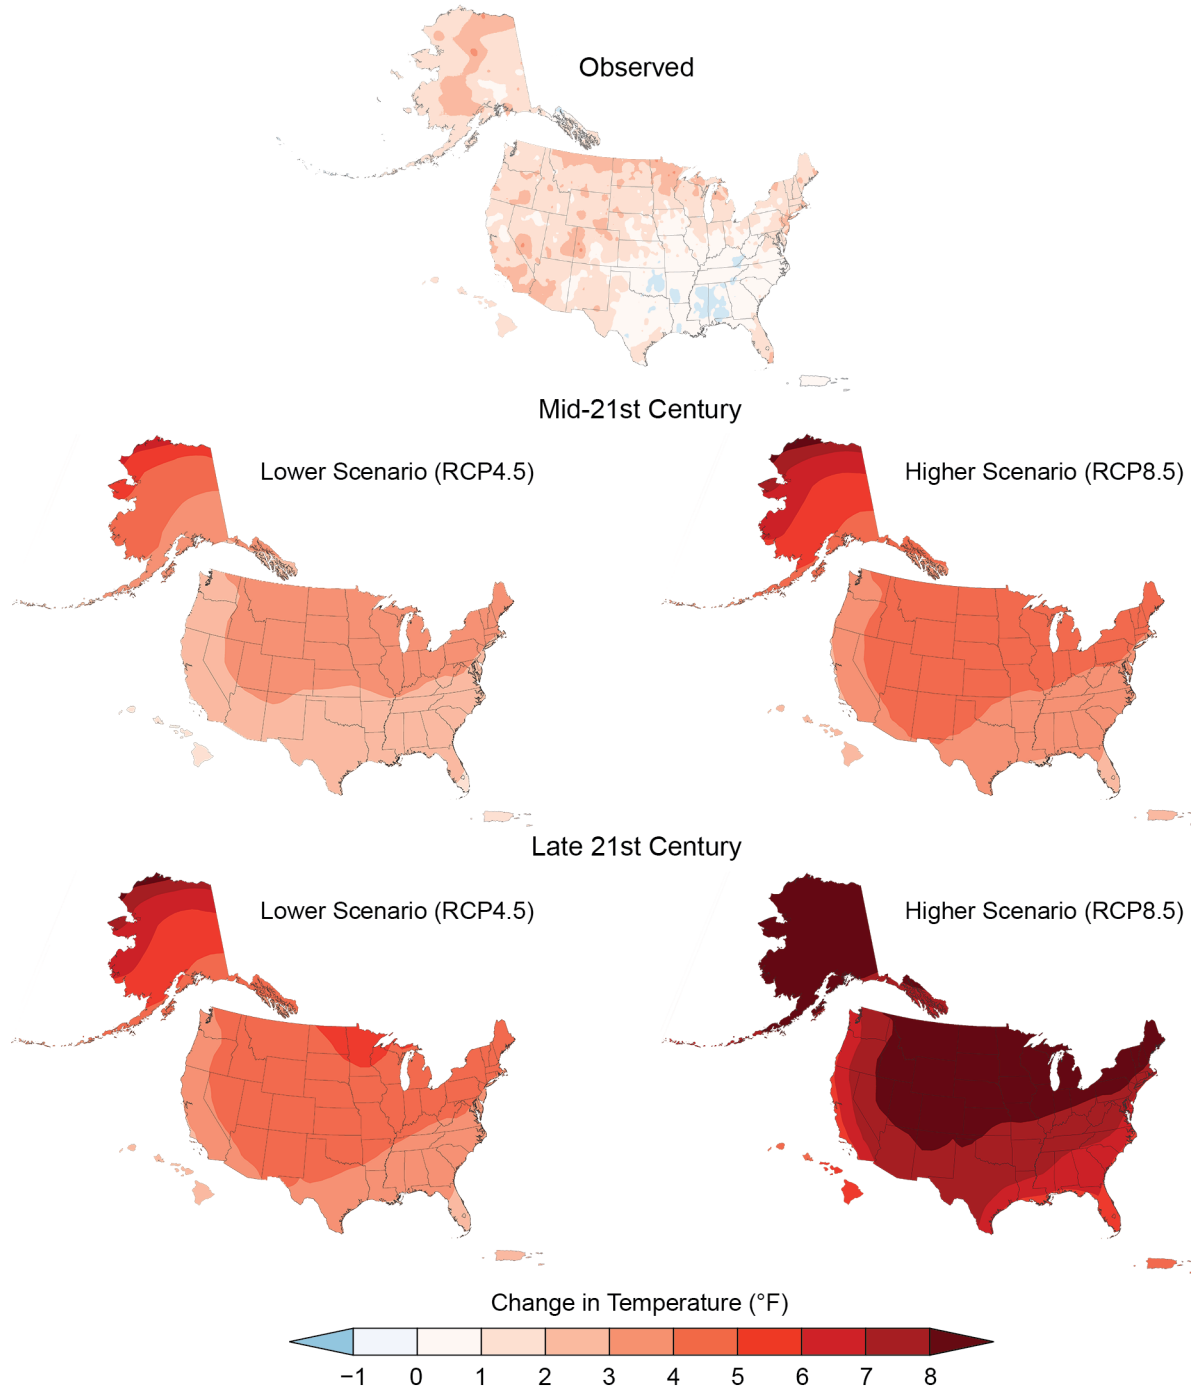 Observed
Mid-21st Century
Lower Scenario (RCP4.5)
Higher Scenario (RCP8.5)
Late 21st Century
Lower Scenario (RCP4.5)
Higher Scenario (RCP8.5)
Change in Temperature (°F)
−1 0 1 2 3 4 5 6 7 8